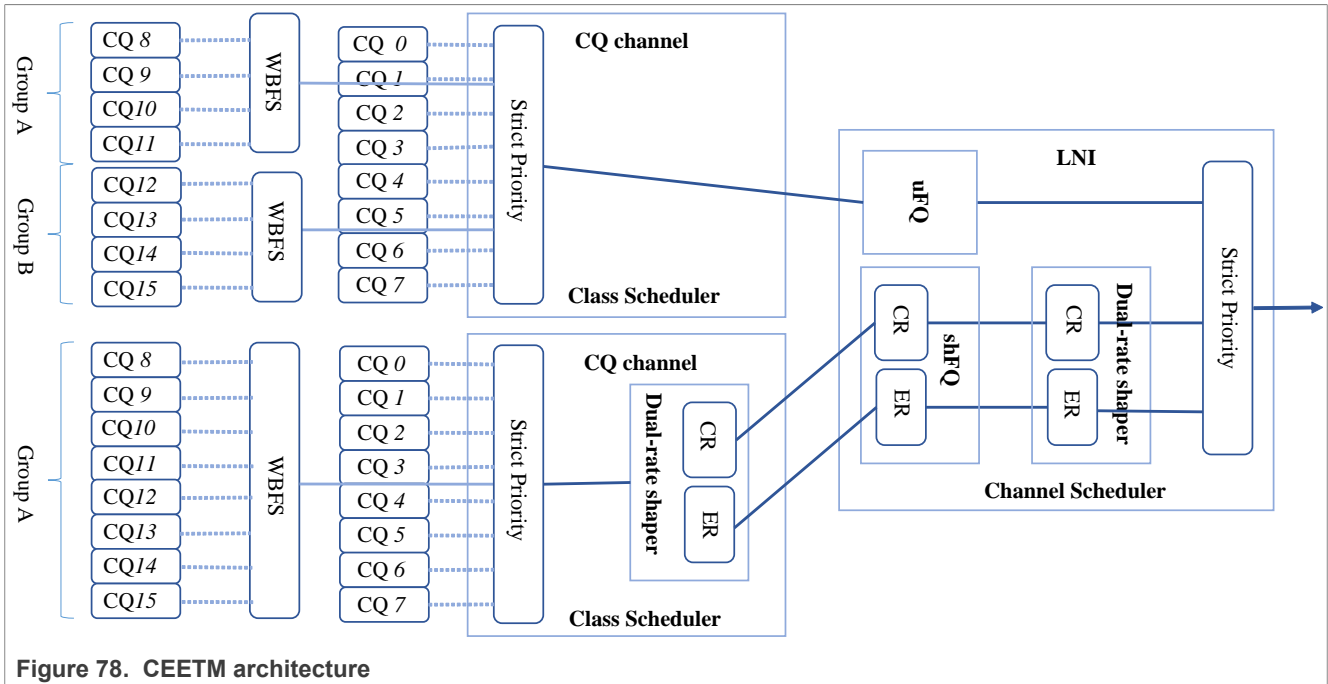 Group A
CQ 8
CQ 9
CQ10
CQ11
WBFS
Group B
CQ12
CQ13
CQ14
CQ15
WBFS
CQ 0
CQ 1
CQ 2
CQ 3
CQ 4
CQ 5
CQ 6
CQ 7
CQ channel
Strict Priority
Class Scheduler
Group A
CQ 8
CQ 9
CQ10
CQ11
CQ12
CQ13
CQ14
CQ15
WBFS
CQ 0
CQ 1
CQ 2
CQ 3
CQ 4
CQ 5
CQ 6
CQ 7
CQ channel
Strict Priority
Dual-rate shaper
CR
ER
Class Scheduler
LNI
uFQ
CR
ER
shFQ
CR
ER
Dual-rate shaper
Strict Priority
Channel Scheduler
Figure 78. CEETM architecture